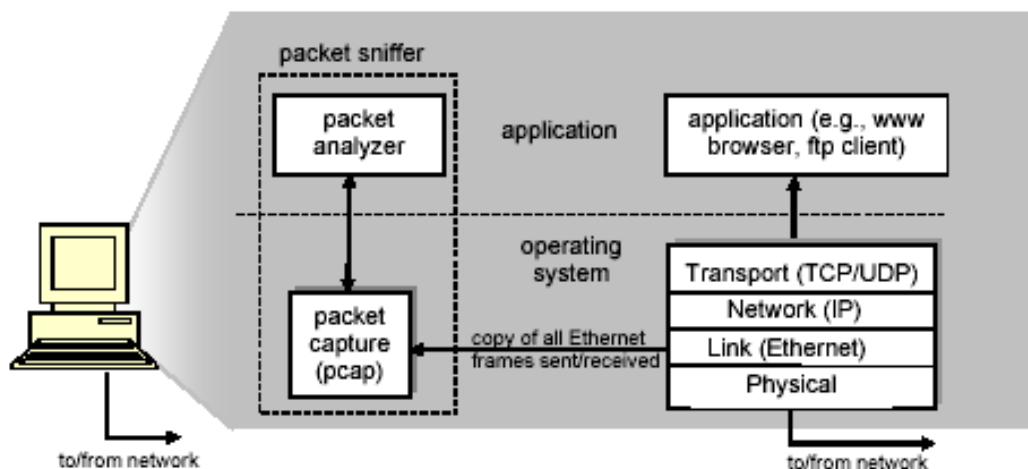 packet sniffer
packet
analyzer
application
application (e.g., www
browser, ftp client)
operating
system
packet
capture
(pcap)
copy of all Ethernet
frames sent/received
Transport (TCP/UDP)
Network (IP)
Link (Ethernet)
Physical
to/from network
to/from network